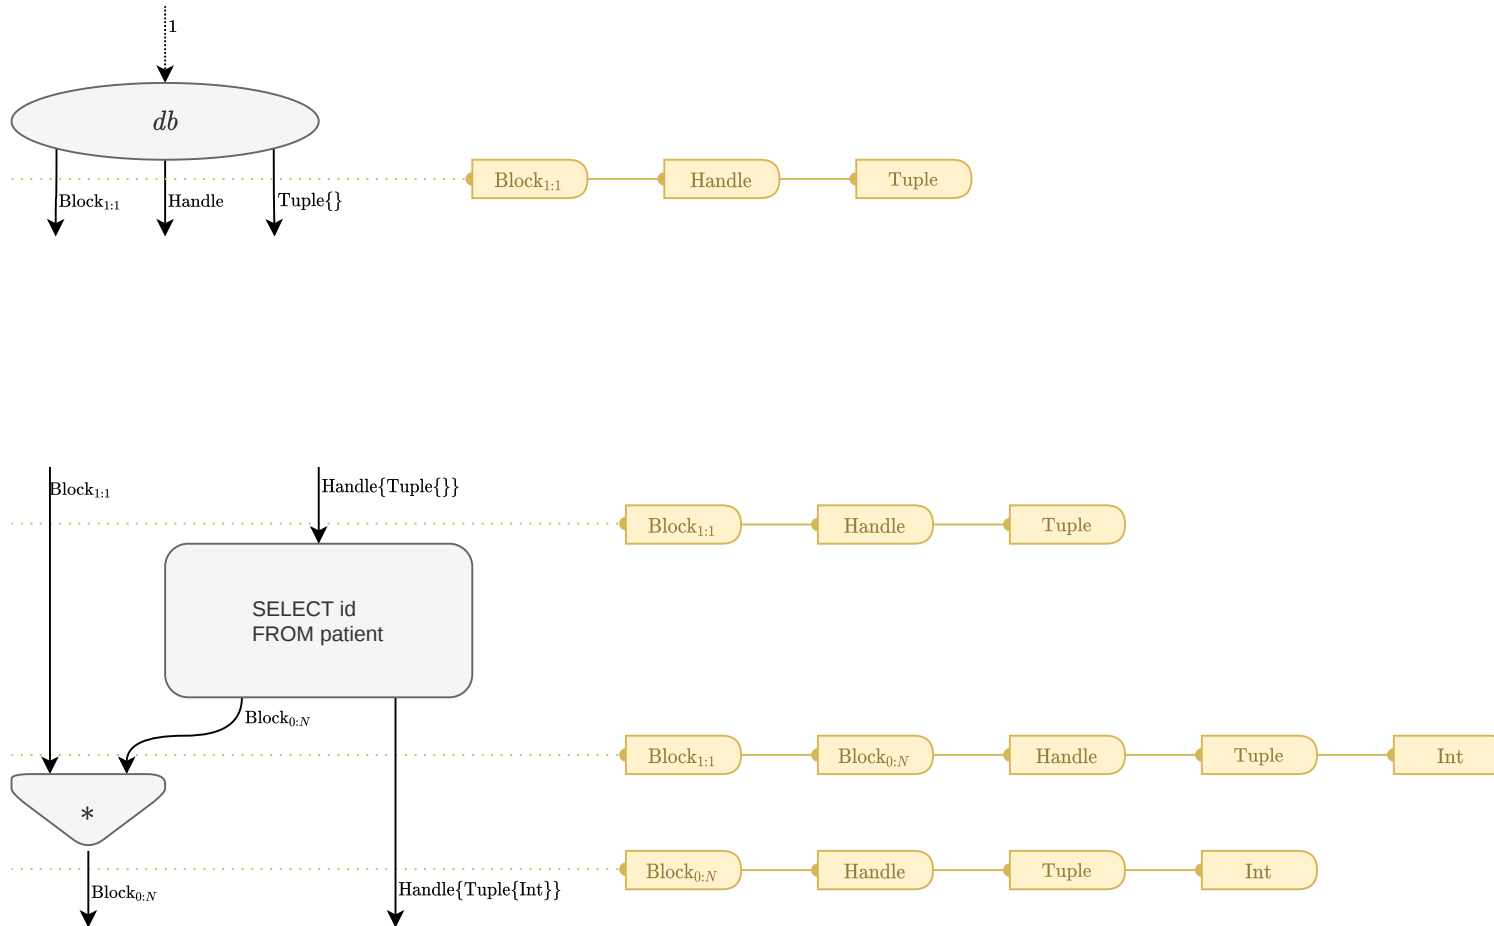 1
db
Block1:1 Handle Tuple
Block1:1 Handle Tuple{}
Block1:1 Handle{Tuple{}}
Block1:1 Handle Tuple
SELECT id
FROM patient
Block0:N
Block1:1 Block0:N Handle Tuple Int
*
Block0:N Handle Tuple Int
Block0:N Handle{Tuple{Int}}